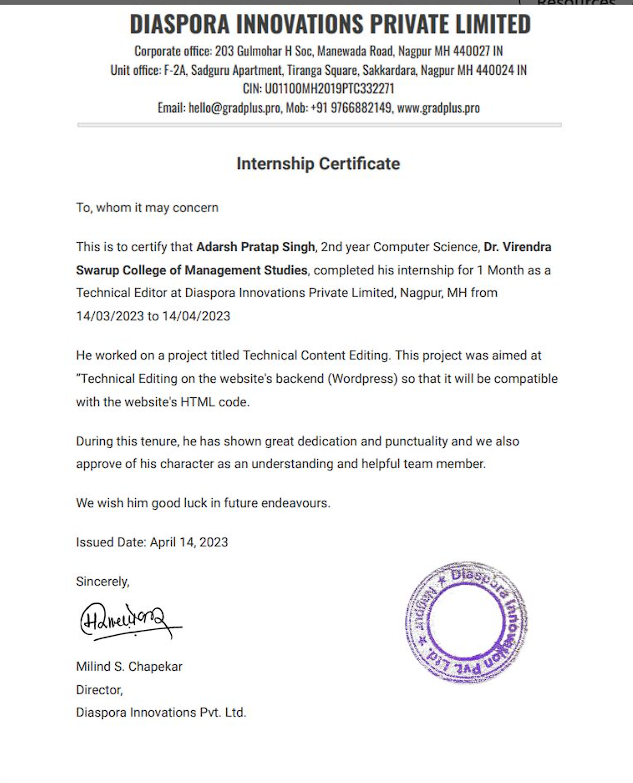 Resources
DIASPORA INNOVATIONS PRIVATE LIMITED
Corporate office: 203 Gulmohar H Soc, Manewada Road, Nagpur MH 440027 IN
Unit office: F-2A, Sadguru Apartment, Tiranga Square, Sakkardara, Nagpur MH 440024 IN
CIN: U01100MH2019PTC332271
Email: hello@gradplus.pro, Mob: +91 9766882149, www.gradplus.pro
Internship Certificate
To, whom it may concern
This is to certify that Adarsh Pratap Singh, 2nd year Computer Science, Dr. Virendra
Swarup College of Management Studies, completed his internship for 1 Month as a
Technical Editor at Diaspora Innovations Private Limited, Nagpur, MH from
14/03/2023 to 14/04/2023
He worked on a project titled Technical Content Editing. This project was aimed at
“Technical Editing on the website's backend (Wordpress) so that it will be compatible
with the website's HTML code.
During this tenure, he has shown great dedication and punctuality and we also
approve of his character as an understanding and helpful team member.
We wish him good luck in future endeavours.
Issued Date: April 14, 2023
Sincerely,
Milind S. Chapekar
Director,
Diaspora Innovations Pvt. Ltd.
Diaspora Innovation Pvt. Ltd. ★ Nagpur ★